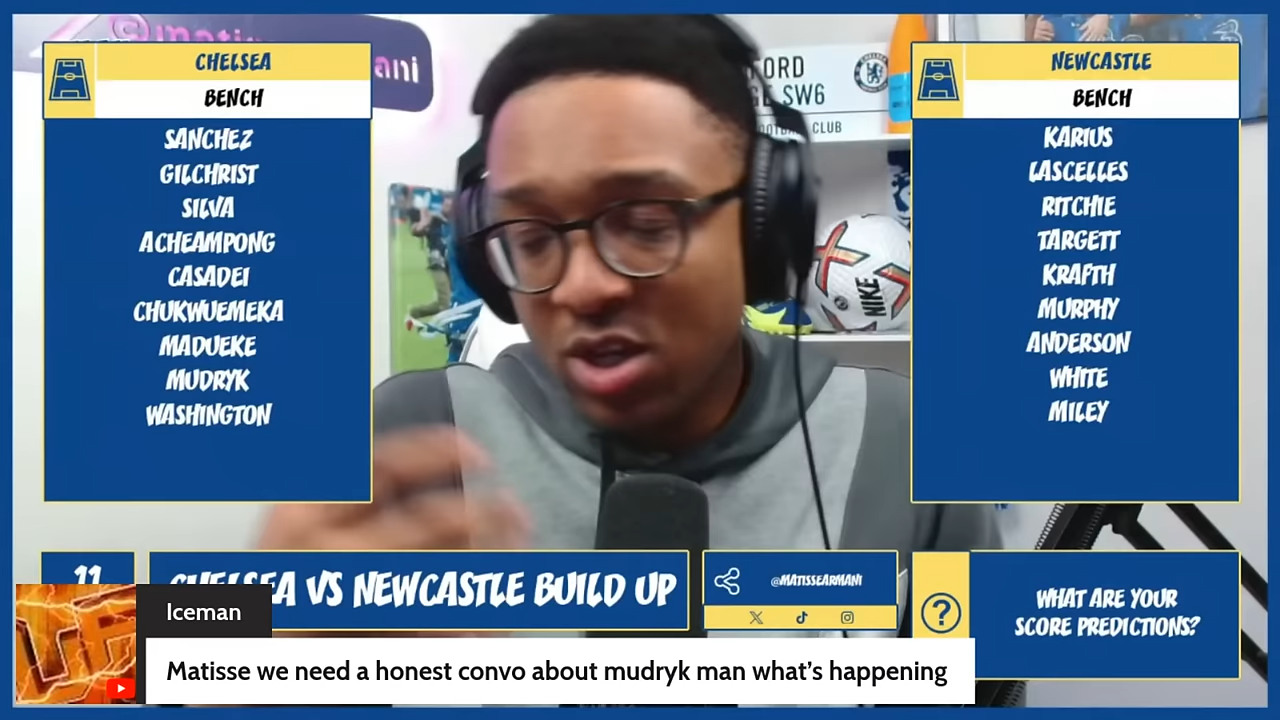 CHELSEA
BENCH
SANCHEZ
GILCHRIST
SILVA
ACHEAMPONG
CASADEI
CHUKWUEMEKA
MADUEKE
MUDRYK
WASHINGTON
NEWCASTLE
BENCH
KARIUS
LASCELLES
RITCHIE
TARGETT
KRAFTH
MURPHY
ANDERSON
WHITE
MILEY
SW6
CLUB
NIKE
11
CHELSEA VS NEWCASTLE BUILD UP
@MATISSEARMANI
WHAT ARE YOUR
SCORE PREDICTIONS?
Iceman
Matisse we need a honest convo about mudryk man what's happening